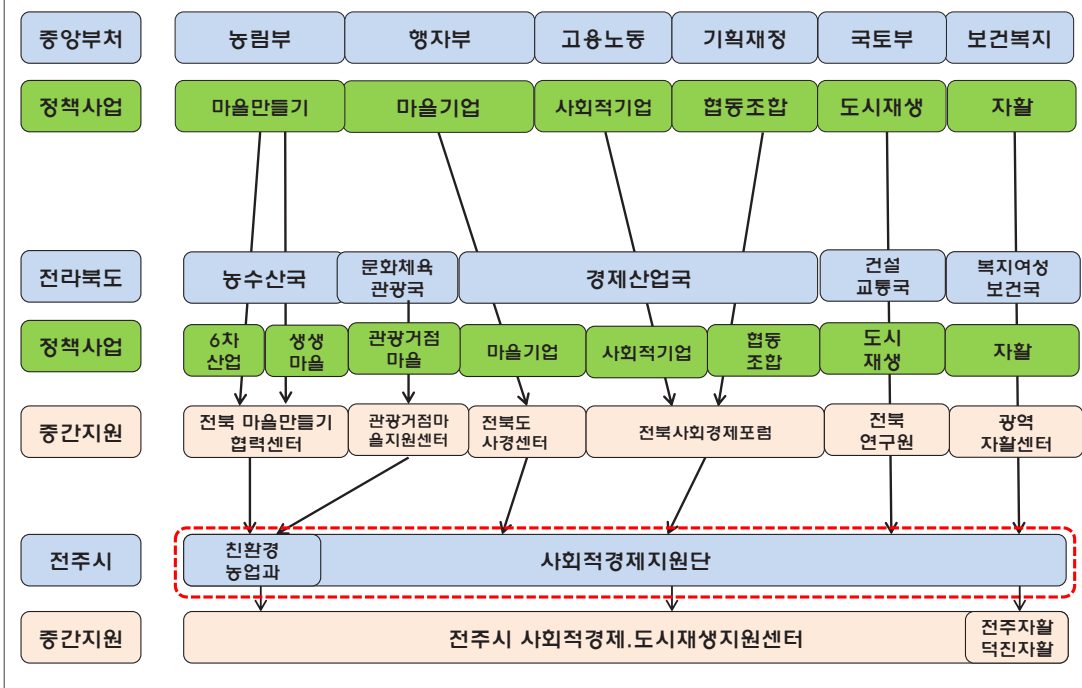 중앙부처
농림부
행자부
고용노동
기획재정
국토부
보건복지
정책사업
마을만들기
마을기업
사회적기업
협동조합
도시재생
자활
전라북도
농수산국
문화체육
관광국
경제산업국
건설
교통국
복지여성
보건국
정책사업
6차
산업
생생
마을
관광거점
마을
마을기업
사회적기업
협동
조합
도시
재생
자활
중간지원
전북 마을만들기
협력센터
관광거점마
을지원센터
전북도
사경센터
전북사회경제포럼
전북
연구원
광역
자활센터
전주시
친환경
농업과
사회적경제지원단
중간지원
전주시 사회적경제.도시재생지원센터
전주자활
덕진자활